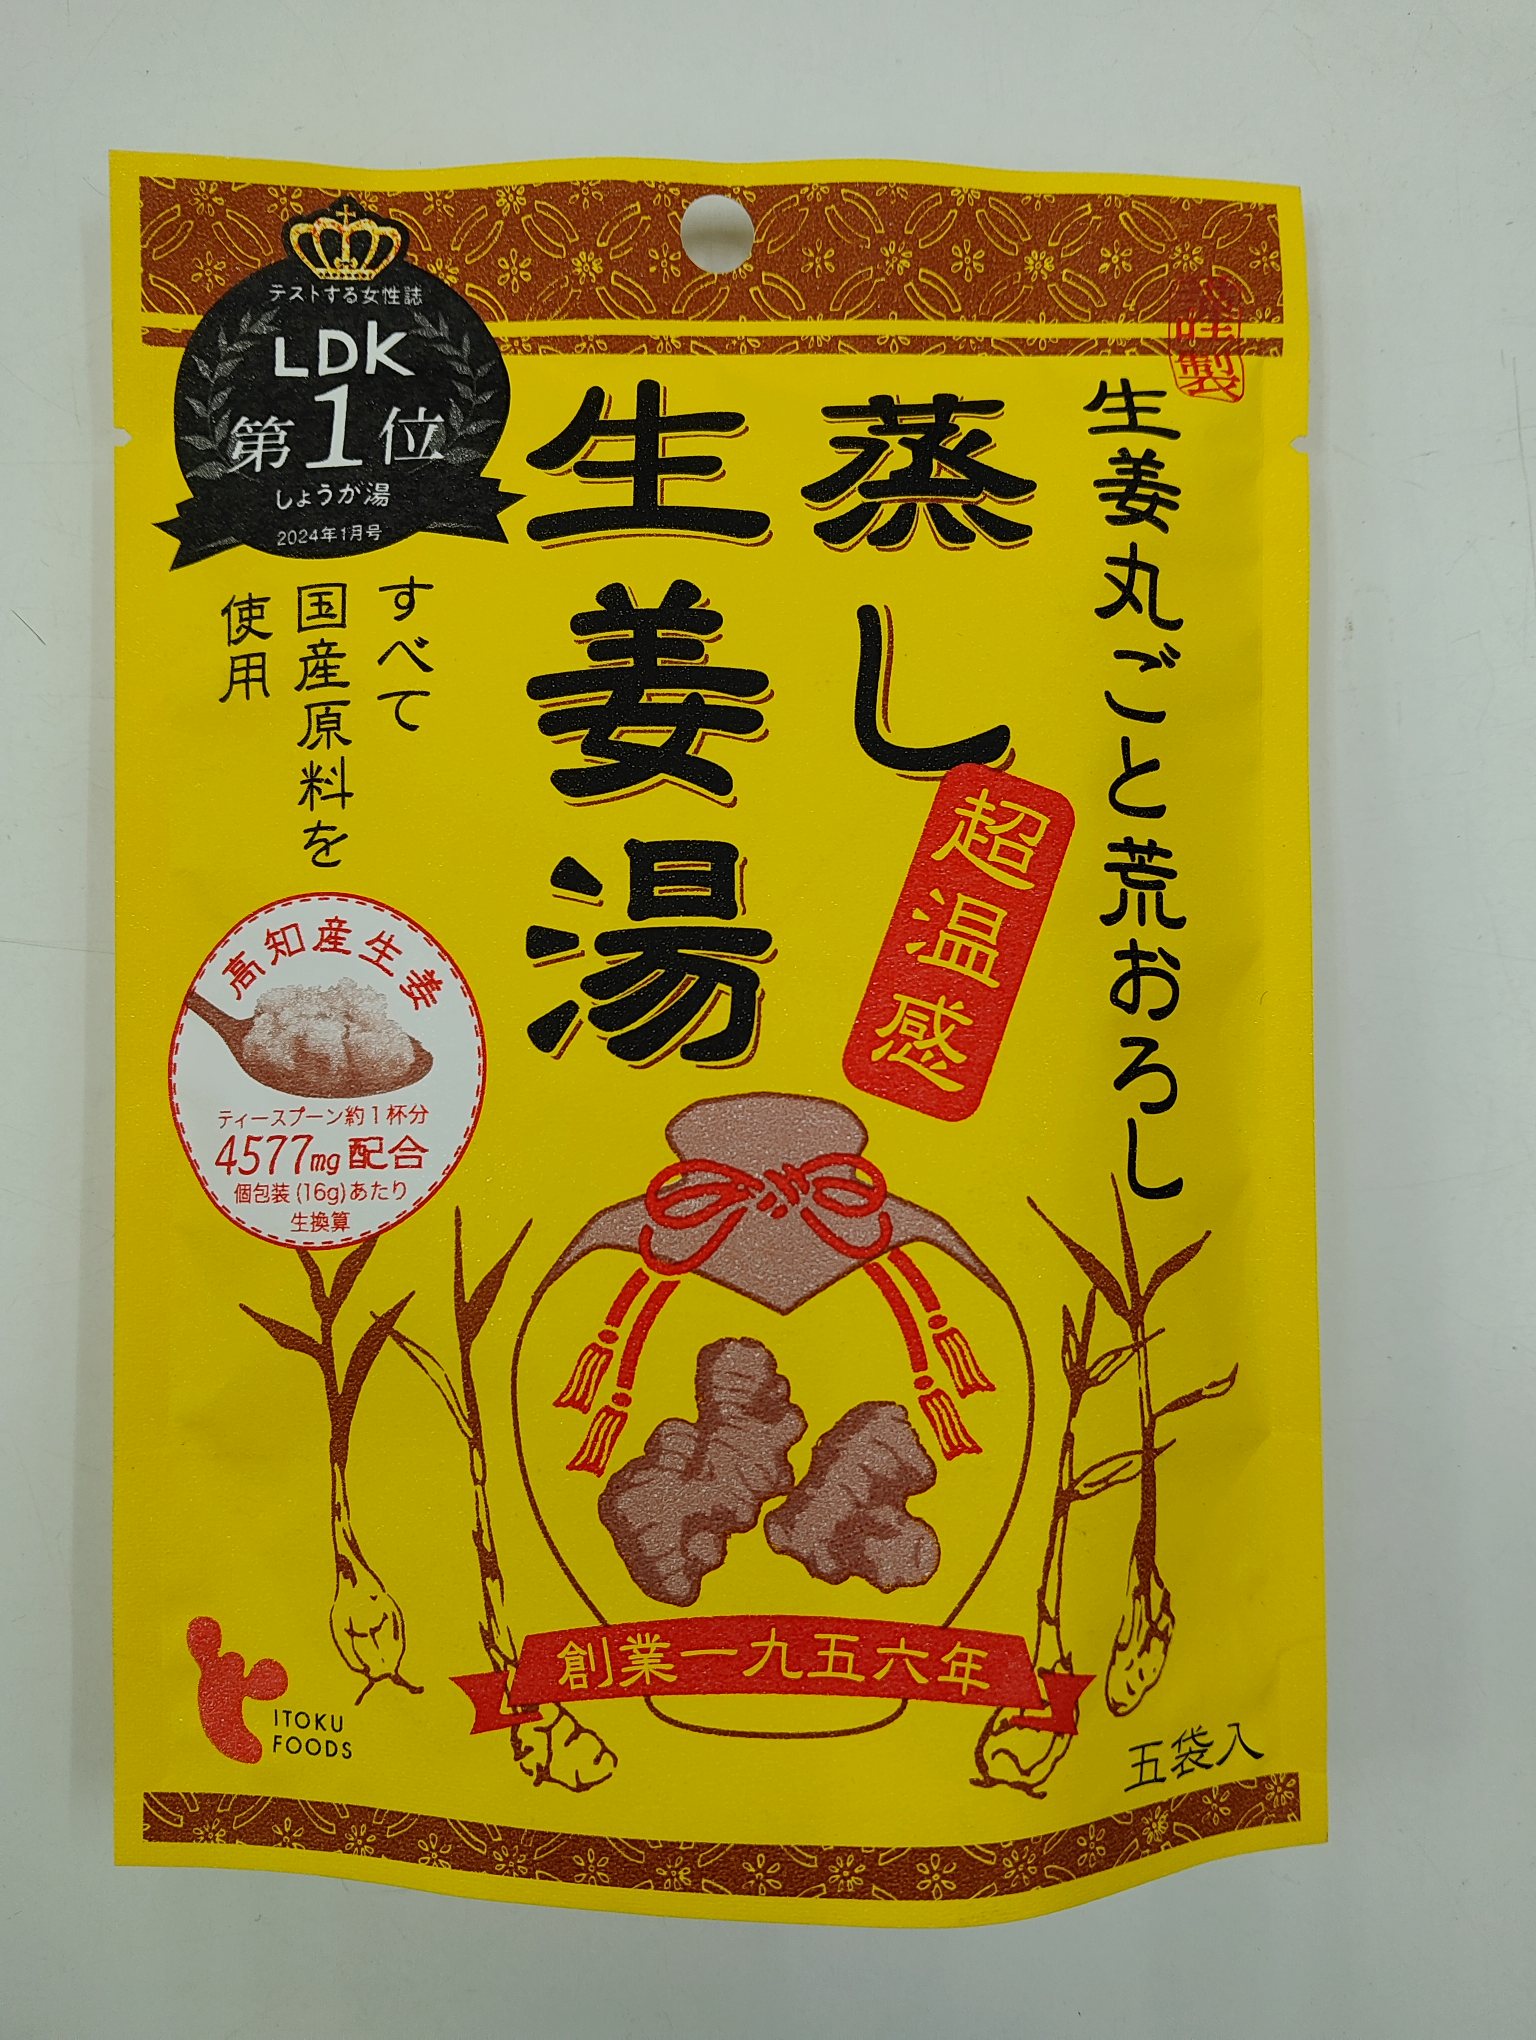 テストする女性誌
LDK
第1位
しょうが湯
2024年1月号
謹製
生姜丸ごと荒おろし
蒸し
生姜湯
超温感
すべて
国産原料を
使用
高知産生姜
ティースプーン約1杯分
4577mg配合
個包装(16g)あたり
生換算
創業一九五六年
ITOKU
FOODS
五袋入